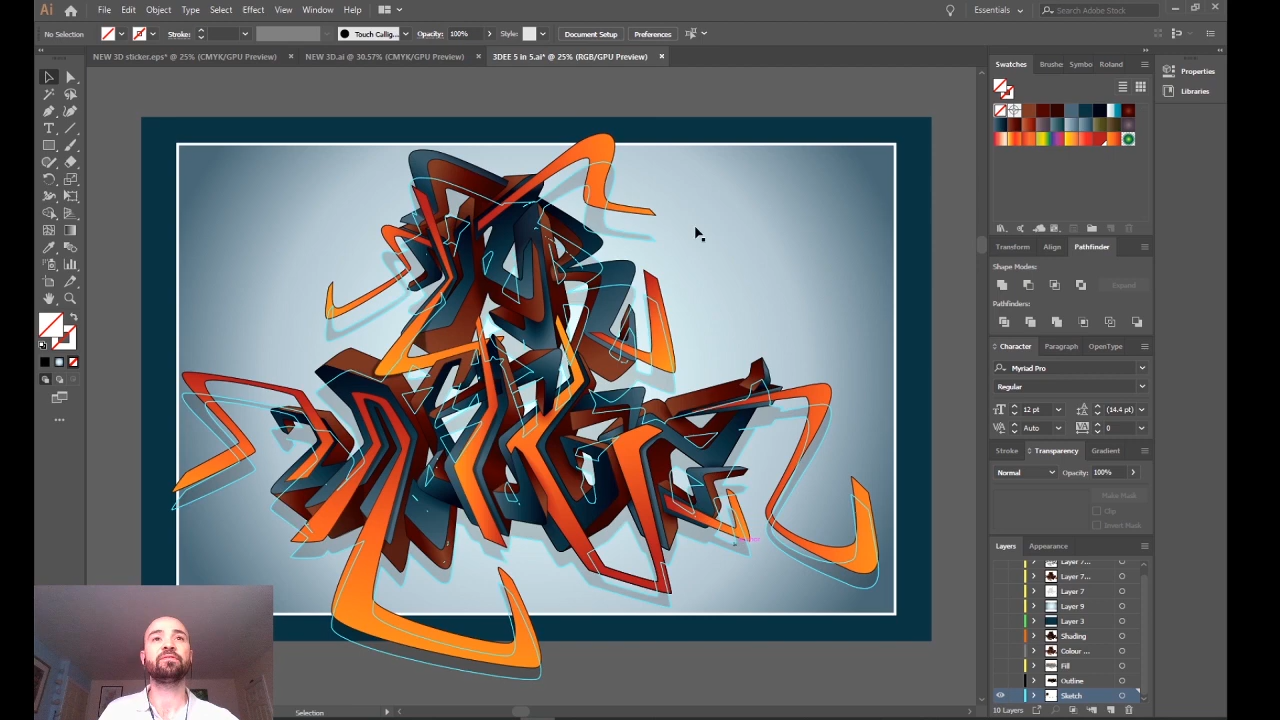 Ai File Edit Object Type Select Effect View Window Help Essentials Search Adobe Stock
No Selection Stroke: Touch Callig... Opacity: 100% Style: Document Setup Preferences
NEW 3D sticker.eps* @ 25% (CMYK/GPU Preview) × NEW 3D.ai @ 30.57% (CMYK/GPU Preview) × 3DEE 5 in 5.ai* @ 25% (RGB/GPU Preview) ×
Swatches Brushe Symbo Roland
Properties
Libraries
Transform Align Pathfinder
Shape Modes:
Expand
Pathfinders:
Character Paragraph OpenType
Myriad Pro
Regular
12 pt (14.4 pt)
Auto 0
Stroke Transparency Gradient
Normal Opacity: 100%
Make Mask
Clip
Invert Mask
Layers Appearance
Layer 7...
Layer 7...
Layer 7
Layer 9
Layer 3
Shading
Colour ...
Fill
Outline
Sketch
10 Layers
Selection